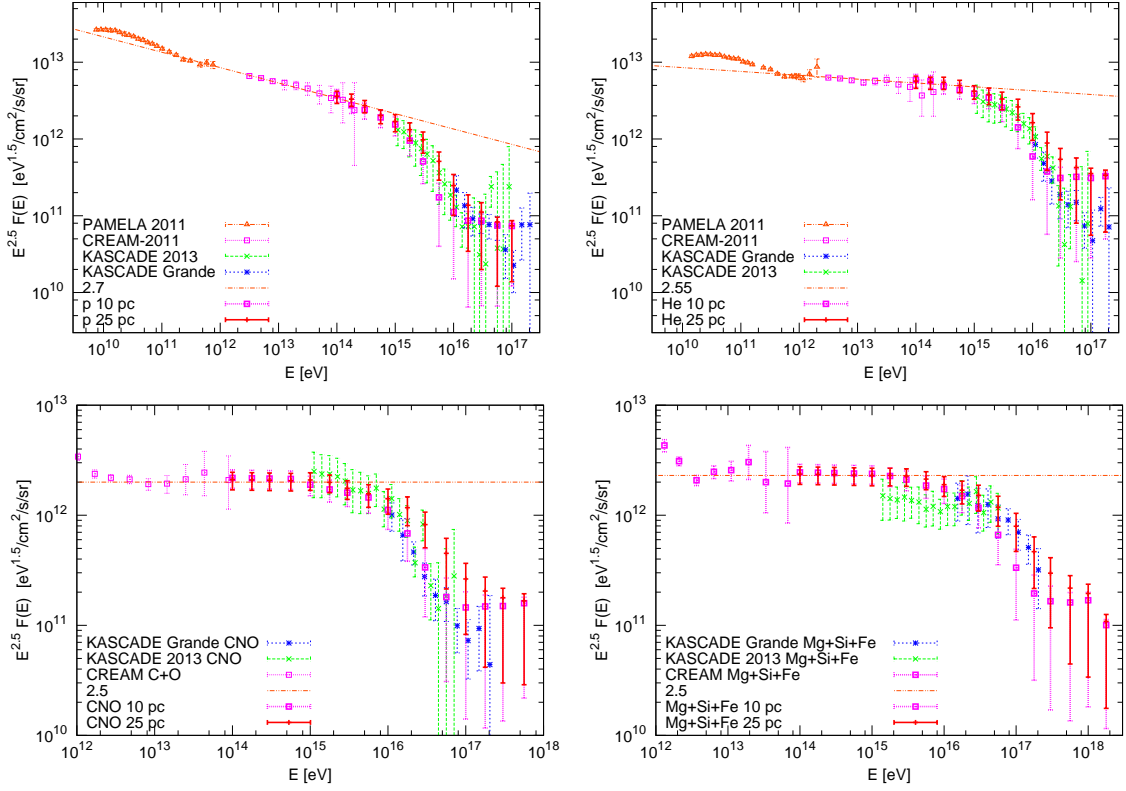 10^13
10^12
10^11
10^10
E^2.5 F(E) [eV^1.5/cm^2/s/sr]
PAMELA 2011
CREAM-2011
KASCADE 2013
KASCADE Grande
2.7
p 10 pc
p 25 pc
10^10 10^11 10^12 10^13 10^14 10^15 10^16 10^17
E [eV]
10^13
10^12
10^11
10^10
E^2.5 F(E) [eV^1.5/cm^2/s/sr]
PAMELA 2011
CREAM-2011
KASCADE Grande
KASCADE 2013
2.55
He 10 pc
He 25 pc
10^10 10^11 10^12 10^13 10^14 10^15 10^16 10^17
E [eV]
10^13
10^12
10^11
10^10
E^2.5 F(E) [eV^1.5/cm^2/s/sr]
KASCADE Grande CNO
KASCADE 2013 CNO
CREAM C+O
2.5
CNO 10 pc
CNO 25 pc
10^12 10^13 10^14 10^15 10^16 10^17 10^18
E [eV]
10^13
10^12
10^11
10^10
E^2.5 F(E) [eV^1.5/cm^2/s/sr]
KASCADE Grande Mg+Si+Fe
KASCADE 2013 Mg+Si+Fe
CREAM Mg+Si+Fe
2.5
Mg+Si+Fe 10 pc
Mg+Si+Fe 25 pc
10^12 10^13 10^14 10^15 10^16 10^17 10^18
E [eV]